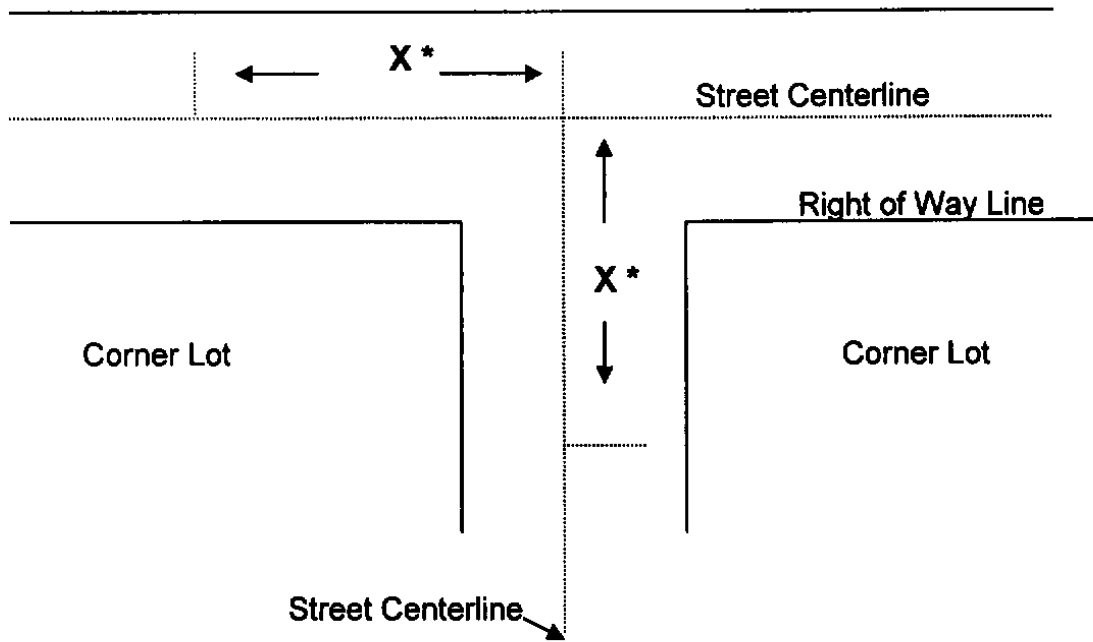 X *
Street Centerline
Right of Way Line
X *
Corner Lot
Corner Lot
Street Centerline